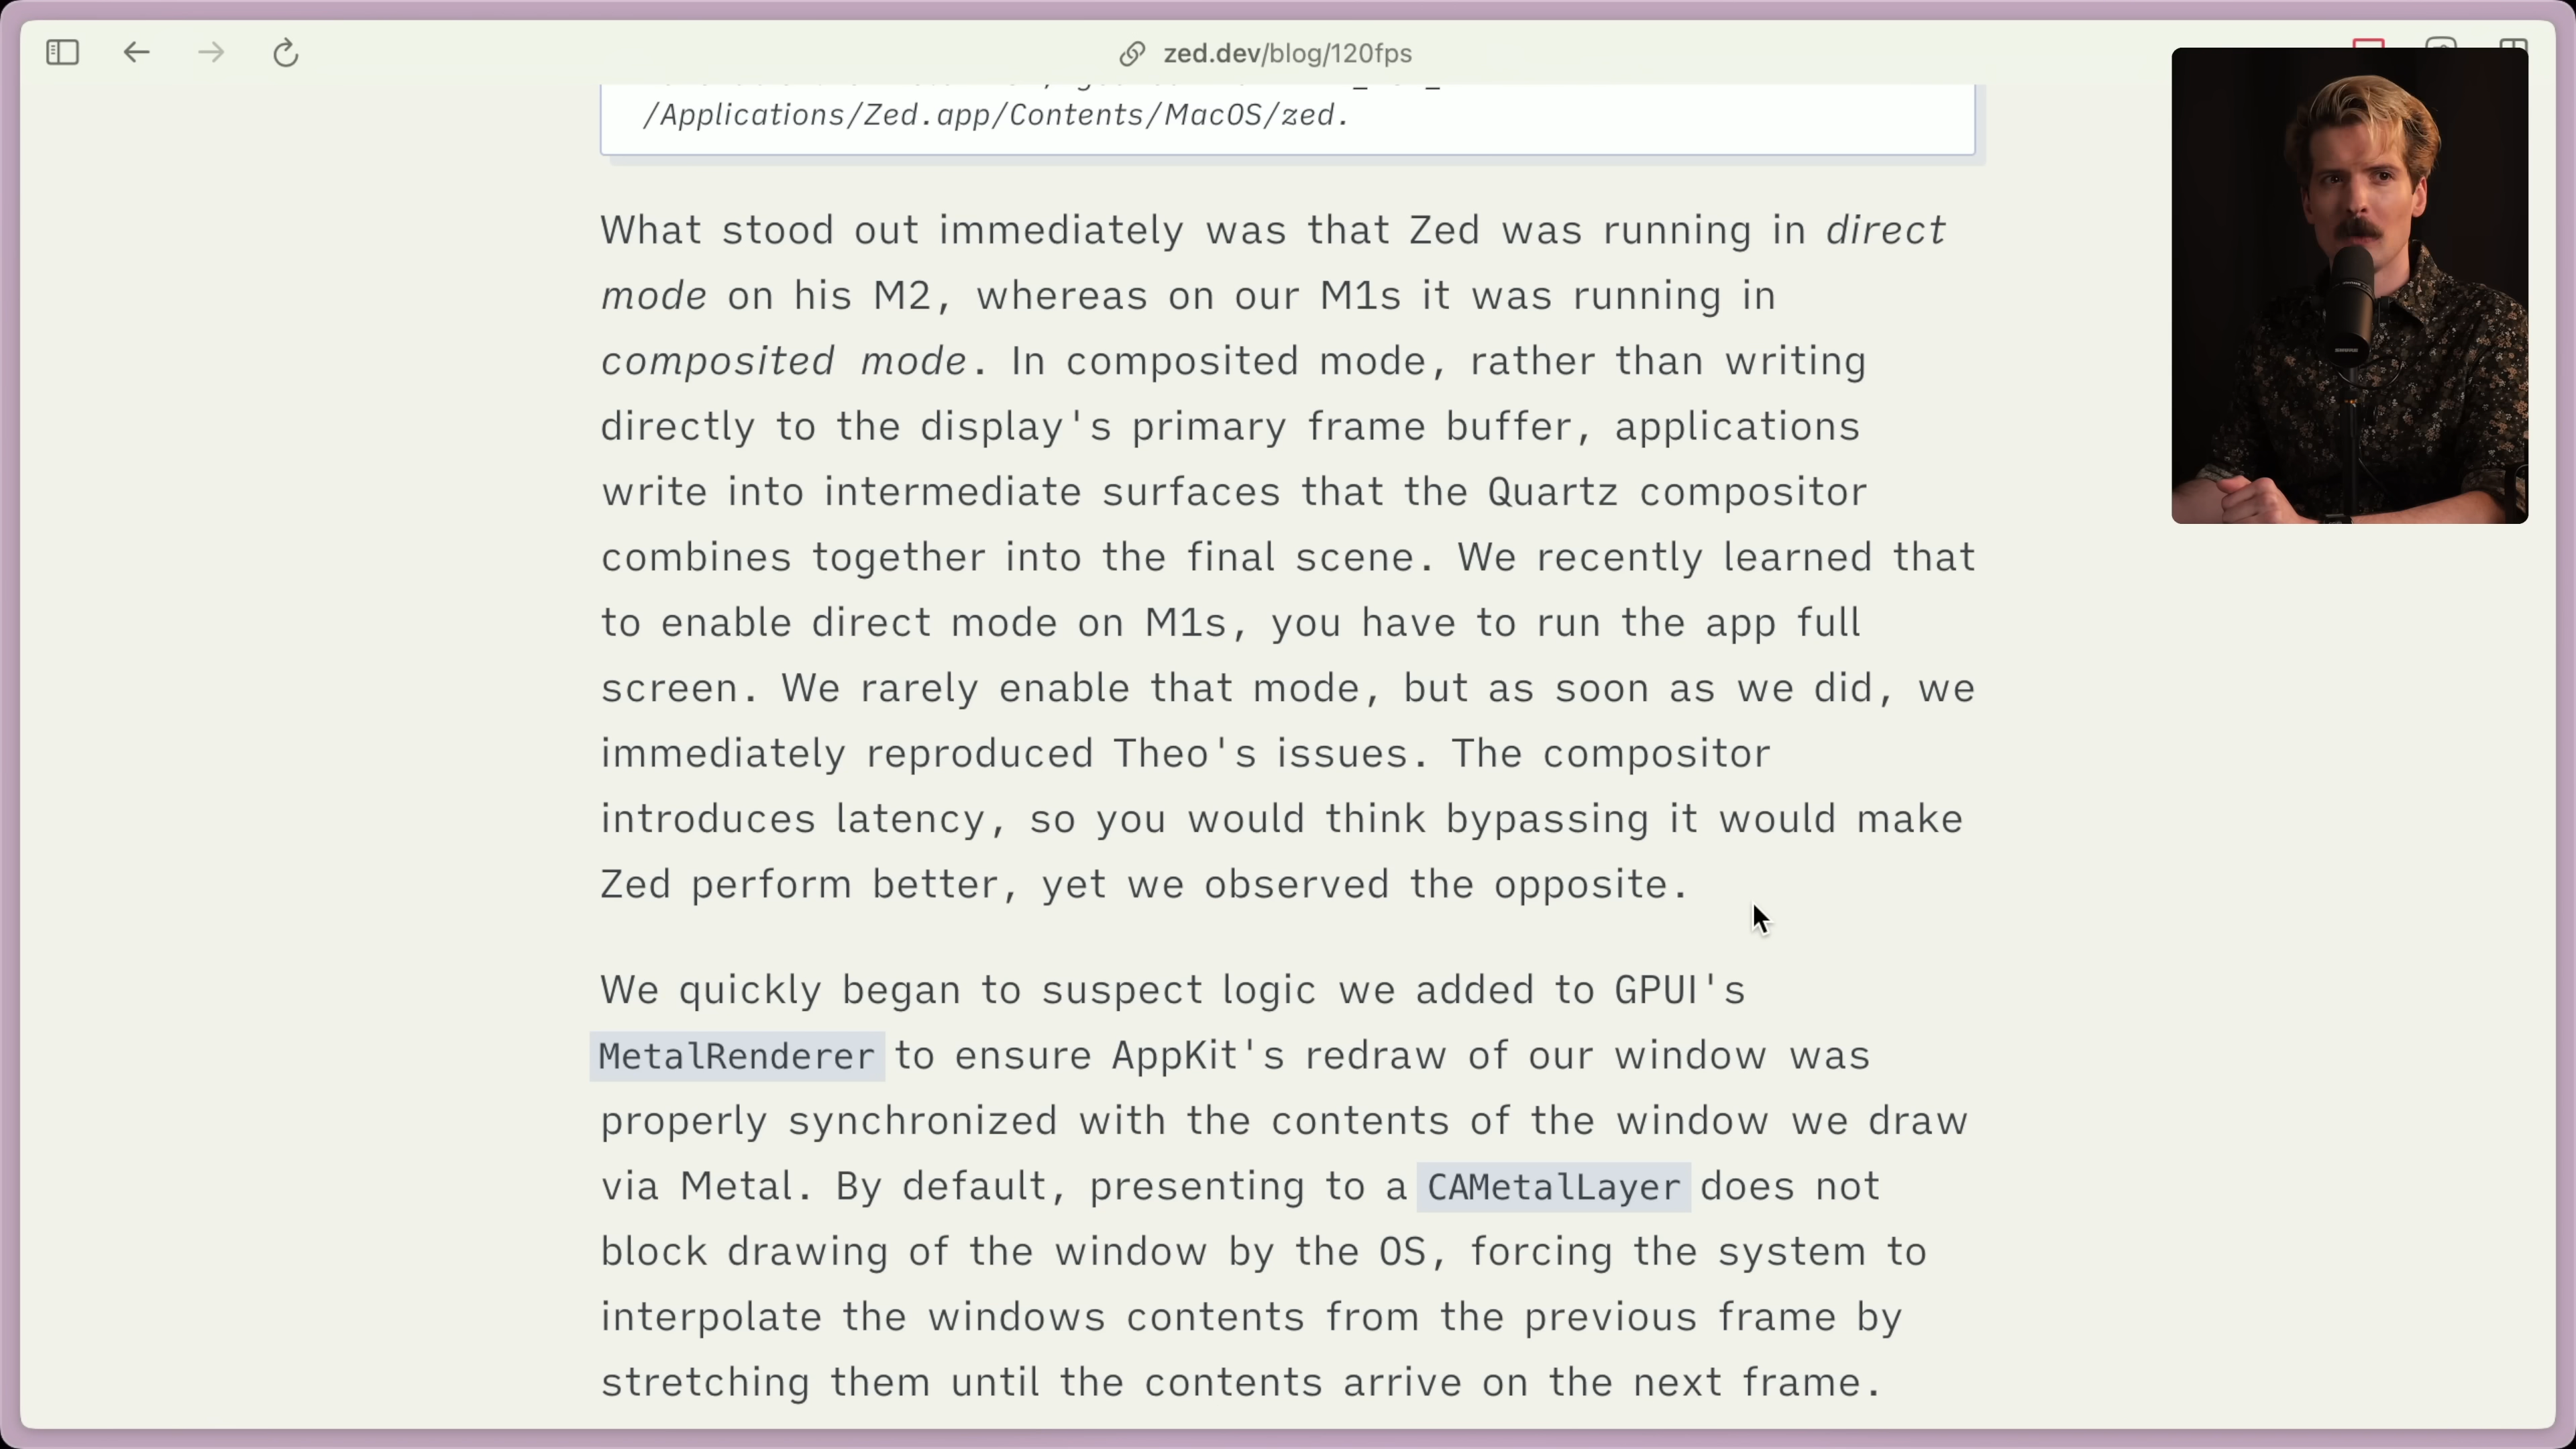 zed.dev/blog/120fps
/Applications/Zed.app/Contents/MacOS/zed.
What stood out immediately was that Zed was running in direct
mode on his M2, whereas on our M1s it was running in
composited mode. In composited mode, rather than writing
directly to the display's primary frame buffer, applications
write into intermediate surfaces that the Quartz compositor
combines together into the final scene. We recently learned that
to enable direct mode on M1s, you have to run the app full
screen. We rarely enable that mode, but as soon as we did, we
immediately reproduced Theo's issues. The compositor
introduces latency, so you would think bypassing it would make
Zed perform better, yet we observed the opposite.
We quickly began to suspect logic we added to GPUI's
MetalRenderer to ensure AppKit's redraw of our window was
properly synchronized with the contents of the window we draw
via Metal. By default, presenting to a CAMetalLayer does not
block drawing of the window by the OS, forcing the system to
interpolate the windows contents from the previous frame by
stretching them until the contents arrive on the next frame.